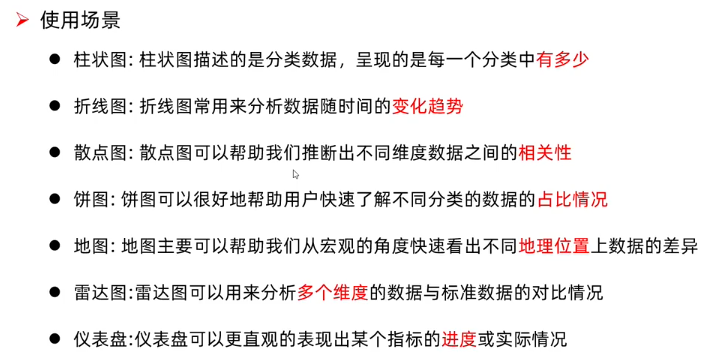 使用场景
柱状图: 柱状图描述的是分类数据，呈现的是每一个分类中有多少
折线图: 折线图常用来分析数据随时间的变化趋势
散点图: 散点图可以帮助我们推断出不同维度数据之间的相关性
饼图: 饼图可以很好地帮助用户快速了解不同分类的数据的占比情况
地图: 地图主要可以帮助我们从宏观的角度快速看出不同地理位置上数据的差异
雷达图:雷达图可以用来分析多个维度的数据与标准数据的对比情况
仪表盘:仪表盘可以更直观的表现出某个指标的进度或实际情况